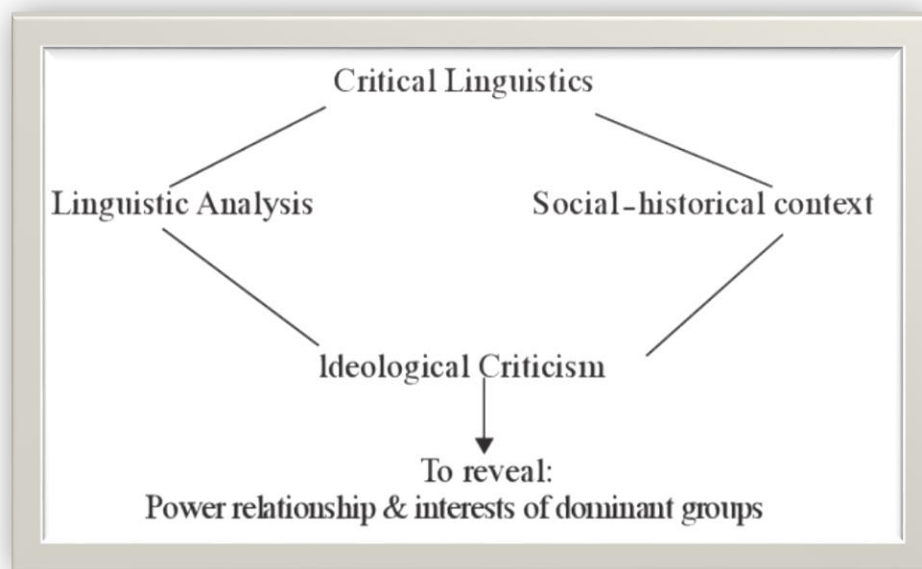 Critical Linguistics
Linguistic Analysis
Social-historical context
Ideological Criticism
To reveal:
Power relationship & interests of dominant groups